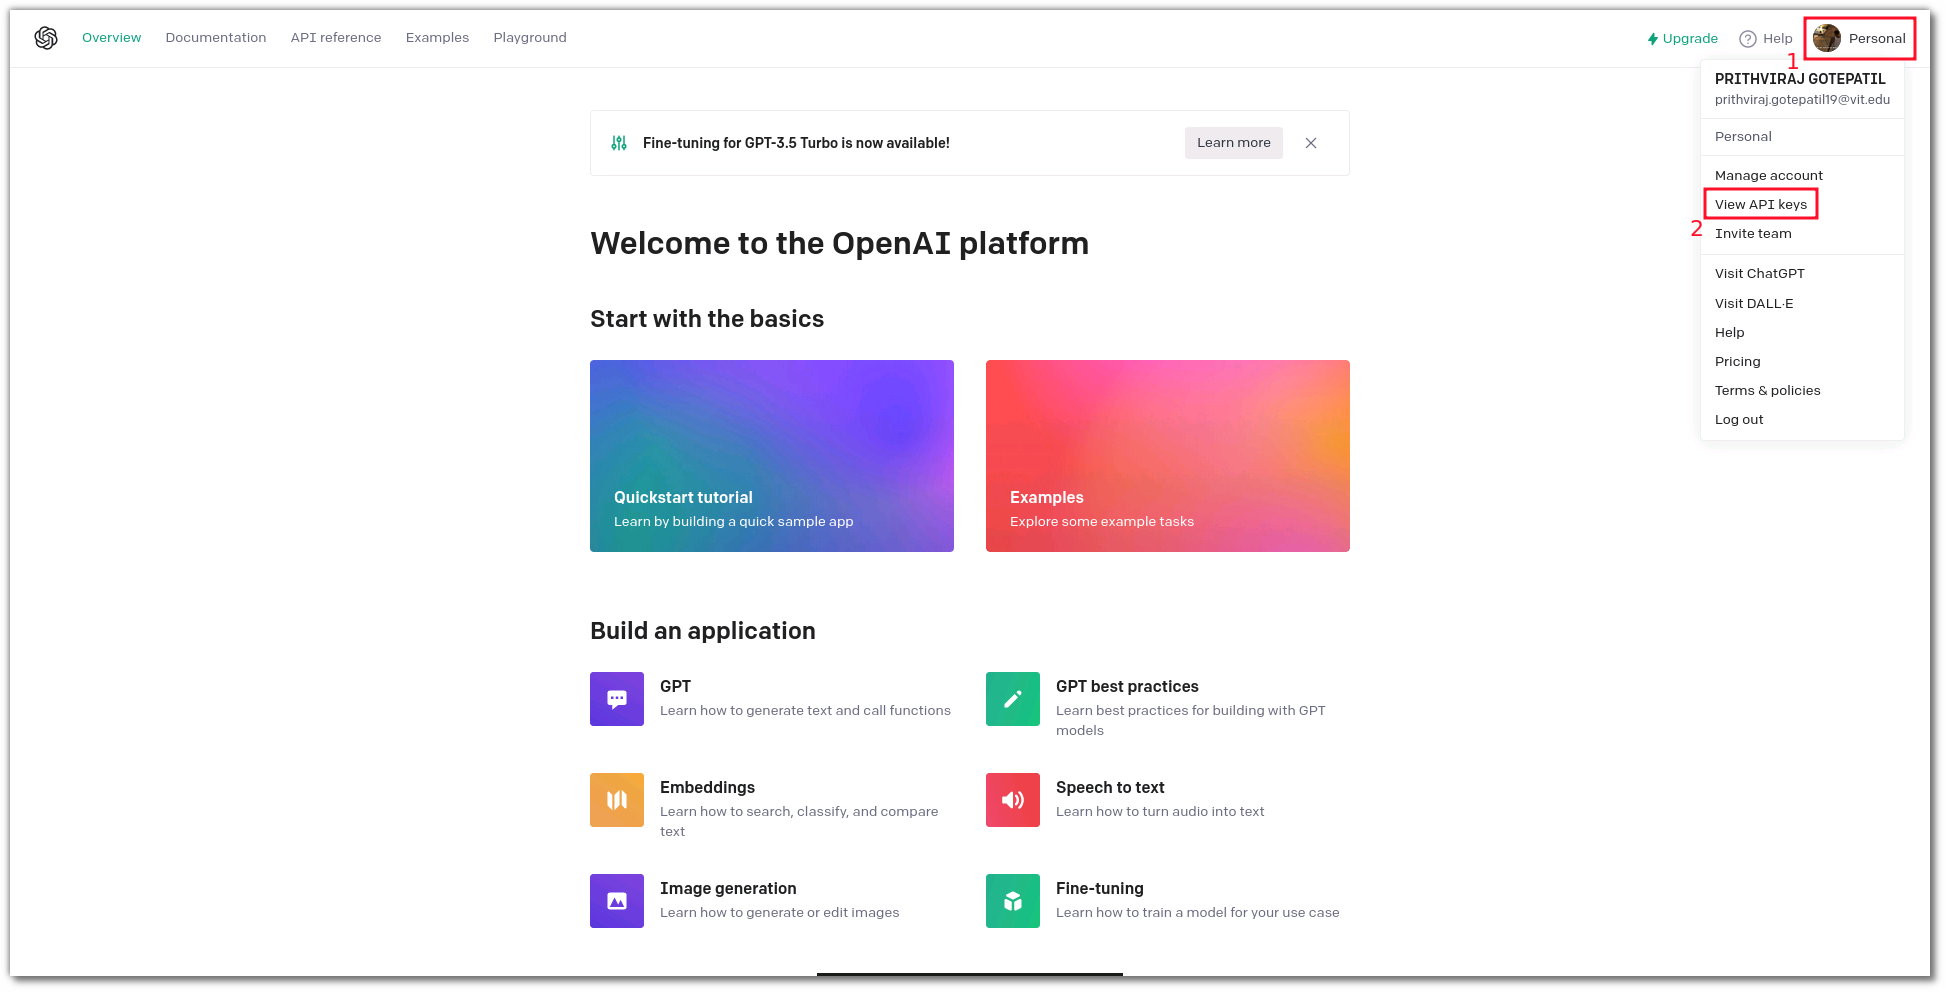 Overview Documentation API reference Examples Playground
Upgrade Help Personal
1
PRITHVIRAJ GOTEPATIL
prithviraj.gotepatil19@vit.edu
Personal
Manage account
View API keys
2
Invite team
Visit ChatGPT
Visit DALL·E
Help
Pricing
Terms & policies
Log out
Fine-tuning for GPT-3.5 Turbo is now available!
Learn more
Welcome to the OpenAI platform
Start with the basics
Quickstart tutorial
Learn by building a quick sample app
Examples
Explore some example tasks
Build an application
GPT
Learn how to generate text and call functions
GPT best practices
Learn best practices for building with GPT
models
Embeddings
Learn how to search, classify, and compare
text
Speech to text
Learn how to turn audio into text
Image generation
Learn how to generate or edit images
Fine-tuning
Learn how to train a model for your use case